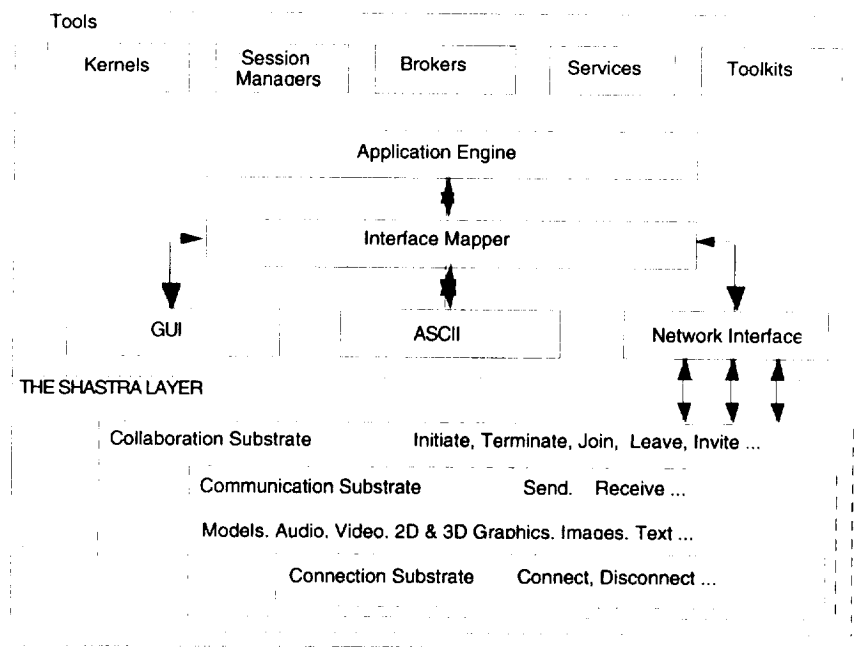 Tools
Kernels
Session Managers
Brokers
Services
Toolkits
Application Engine
Interface Mapper
GUI
ASCII
Network Interface
THE SHASTRA LAYER
Collaboration Substrate Initiate, Terminate, Join, Leave, Invite ...
Communication Substrate Send. Receive ...
Models. Audio. Video. 2D & 3D Graphics. Images. Text ...
Connection Substrate Connect, Disconnect ...